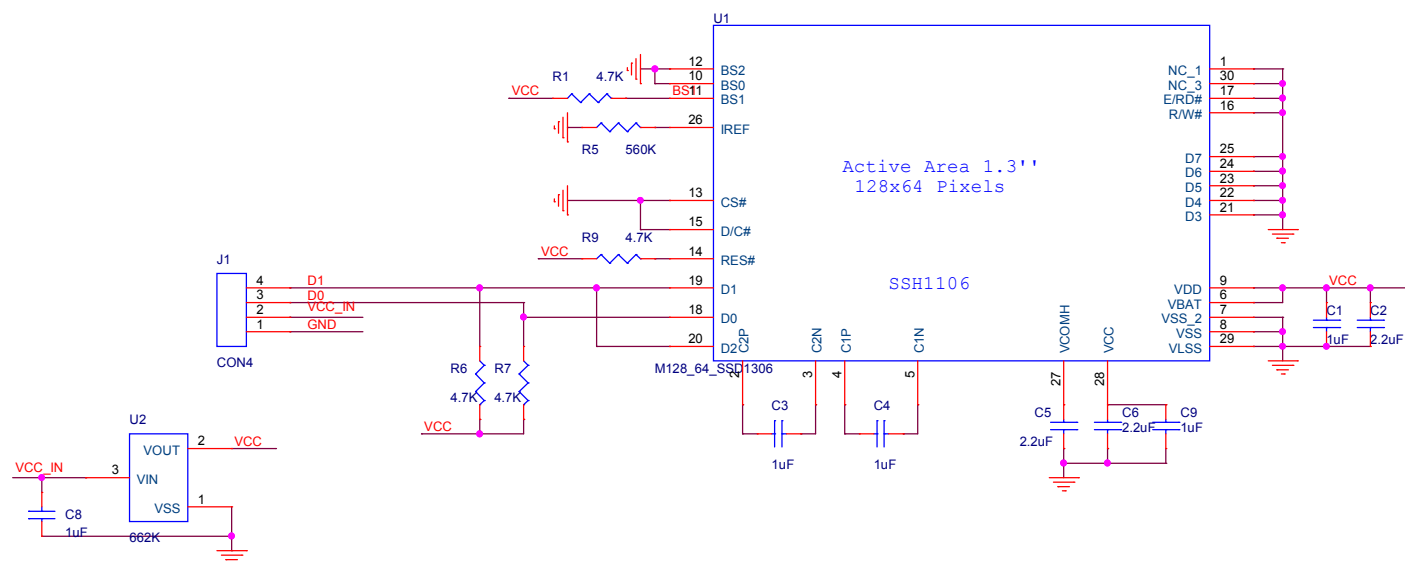 U1
12 BS2
10 BS0
VCC R1 4.7K BS1 11 BS1
26 IREF
R5 560K
13 CS#
15 D/C#
R9 4.7K
VCC 14 RES#
19 D1
18 D0
20 D2
Active Area 1.3''
128x64 Pixels
SSH1106
NC_1 1
NC_3 30
E/RD# 17
R/W# 16
D7 25
D6 24
D5 23
D4 22
D3 21
VDD 9 VCC
VBAT 6
VSS_2 7
VSS 8
VLSS 29
C1 C2
1uF 2.2uF
J1
4 D1
3 D0
2 VCC_IN
1 GND
CON4
M128_64_SSD1306
C2P C2N C1P C1N VCOMH VCC
2 3 4 5 27 28
R6 R7
4.7K 4.7K
VCC
C3 C4
1uF 1uF
C5 C6 C9
2.2uF 2.2uF 1uF
U2
VOUT 2 VCC
VCC_IN 3 VIN
VSS 1
C8
1uF 662K